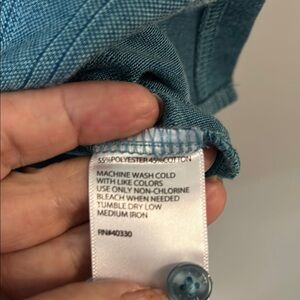 55%POLYESTER 45%COTTON
MACHINE WASH COLD
WITH LIKE COLORS
USE ONLY NON-CHLORINE
BLEACH WHEN NEEDED
TUMBLE DRY LOW
MEDIUM IRON
RN#40330